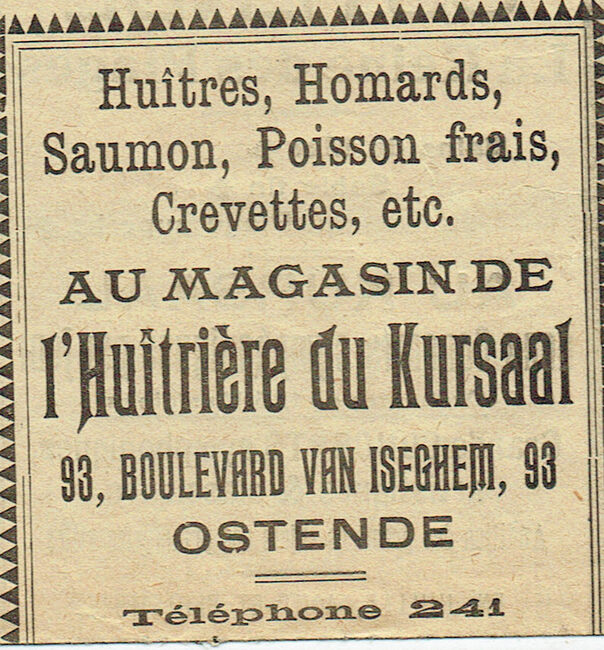 Huîtres, Homards,
Saumon, Poisson frais,
Crevettes, etc.
AU MAGASIN DE
l'Huîtrière du Kursaal
93, BOULEVARD VAN ISEGHEM, 93
OSTENDE
Téléphone 241